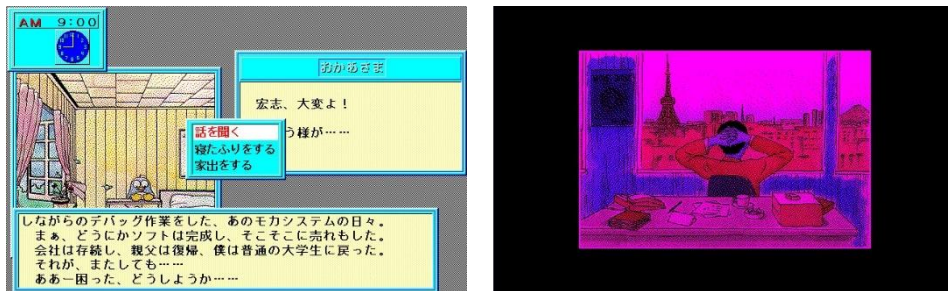 AM 9:00
おかあさま
宏志、大変よ！
う様が……
話を聞く
寝たふりをする
家出をする
しながらのデバッグ作業をした、あのモカシステムの日々。
まぁ、どうにかソフトは完成し、そこそこに売れもした。
会社は存続し、親父は復帰、僕は普通の大学生に戻った。
それが、またしても……
ああー困った、どうしようか……